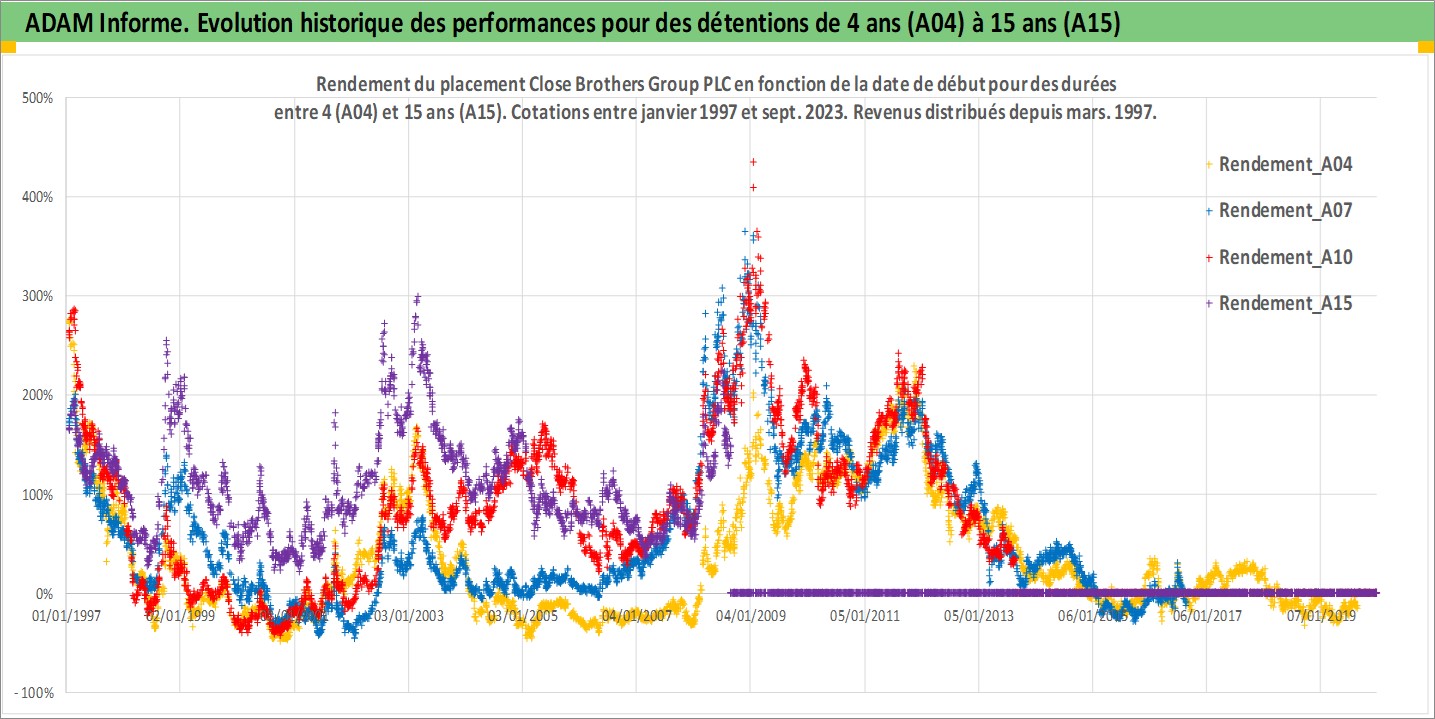 ADAM Informe. Evolution historique des performances pour des détentions de 4 ans (A04) à 15 ans (A15)
Rendement du placement Close Brothers Group PLC en fonction de la date de début pour des durées
entre 4 (A04) et 15 ans (A15). Cotations entre janvier 1997 et sept. 2023. Revenus distribués depuis mars. 1997.
500%
400%
300%
200%
100%
0%
-100%
Rendement_A04
Rendement_A07
Rendement_A10
Rendement_A15
01/01/1997
02/01/1999
03/01/2003
03/01/2005
04/01/2007
04/01/2009
05/01/2011
05/01/2013
06/01/2017
07/01/2019